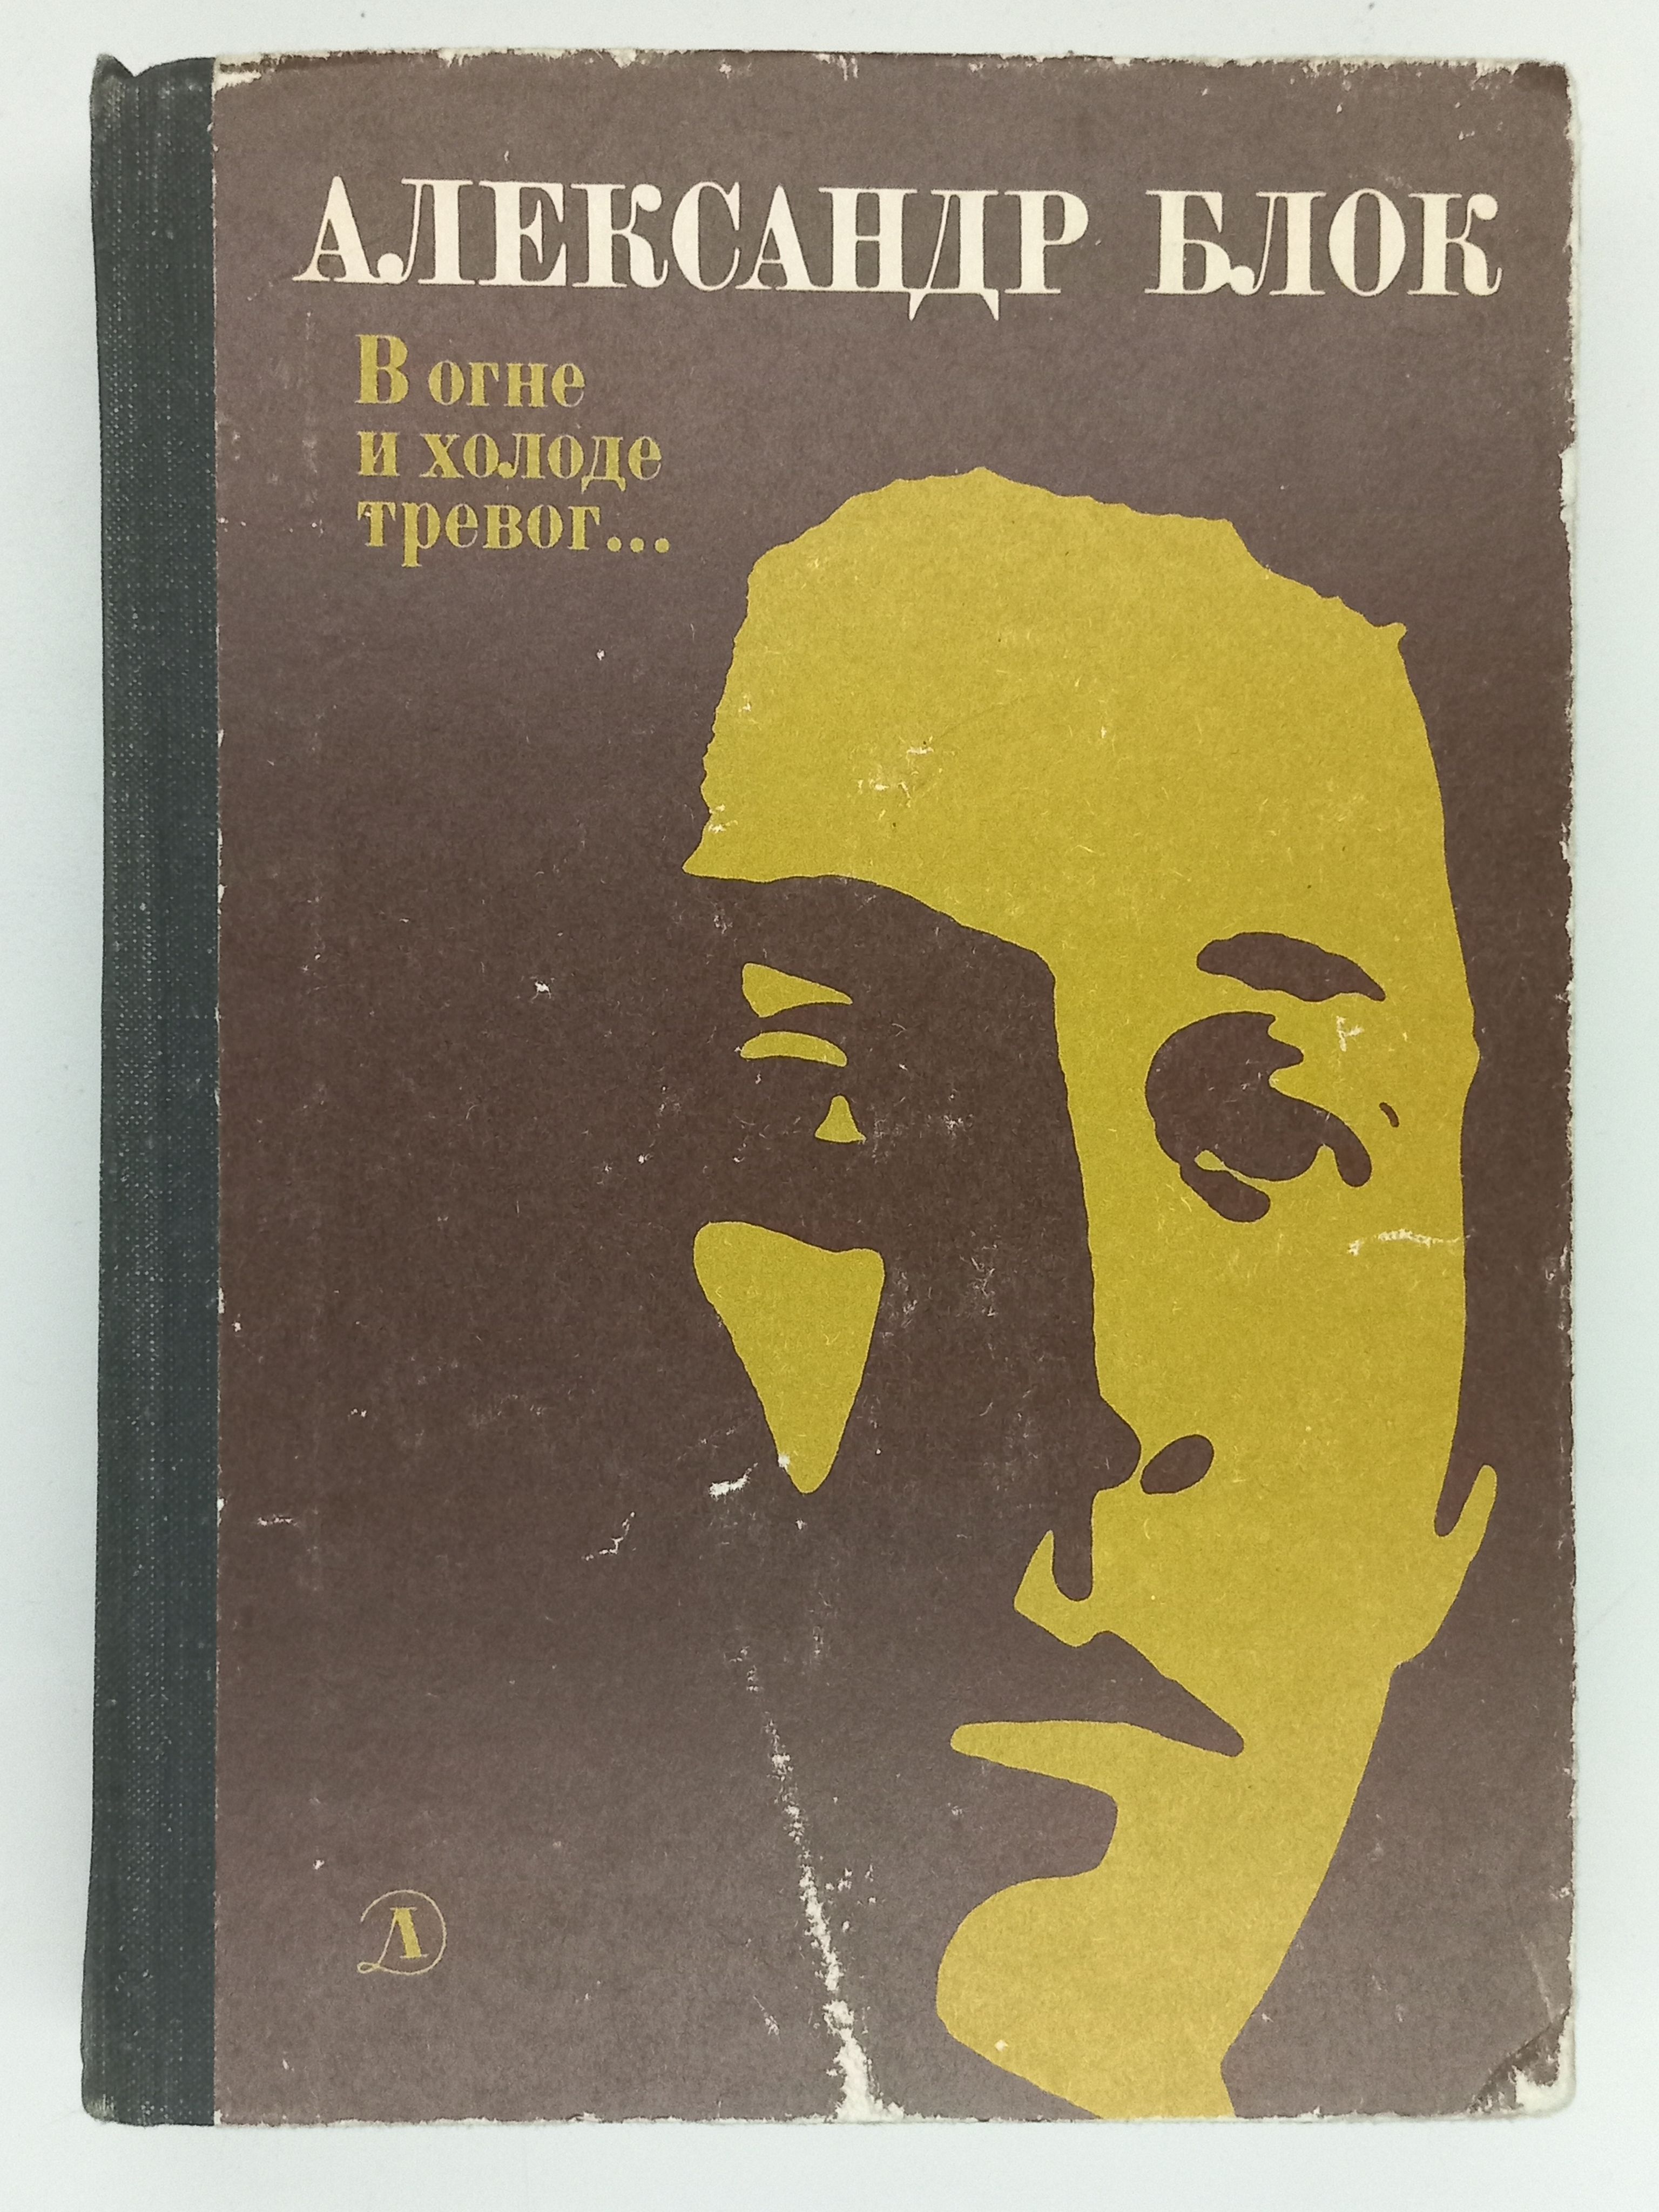 АЛЕКСАНДР БЛОК
В огне
и холоде
тревог...
Д